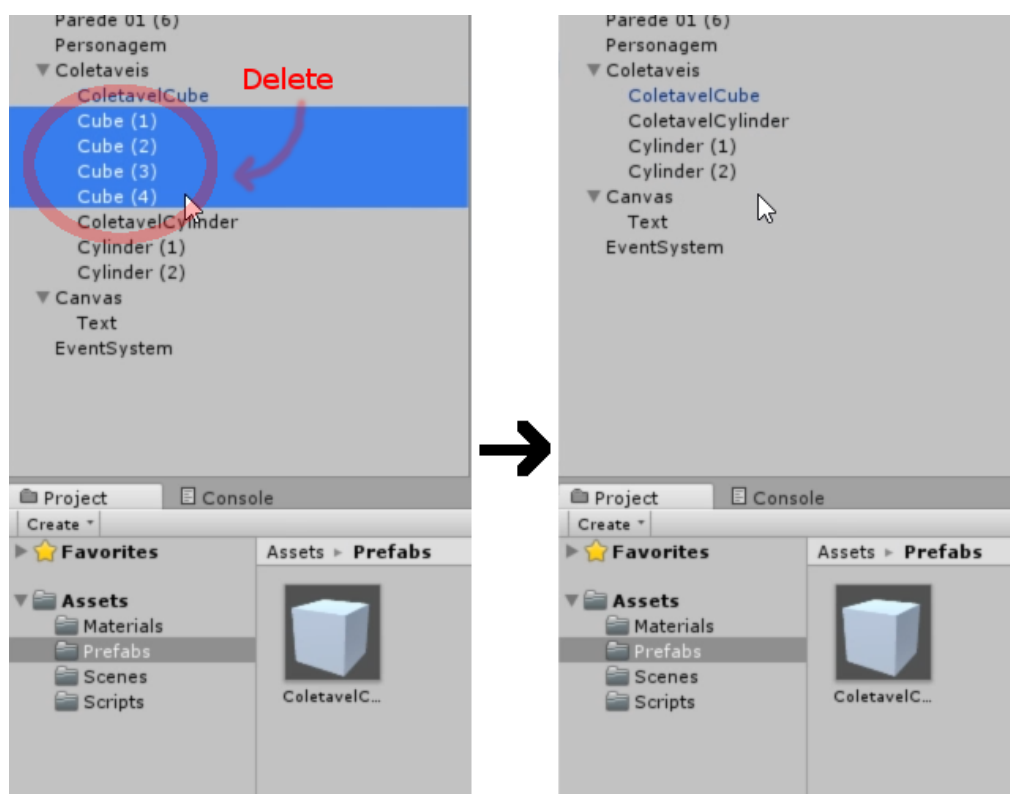 Parede 01 (6)
Personagem
Coletaveis
Delete
ColetavelCube
Cube (1)
Cube (2)
Cube (3)
Cube (4)
ColetavelCylinder
Cylinder (1)
Cylinder (2)
Canvas
Text
EventSystem
Project
Console
Create
Favorites
Assets
Materials
Prefabs
Scenes
Scripts
Assets ▸ Prefabs
ColetavelC...
Parede 01 (6)
Personagem
Coletaveis
ColetavelCube
ColetavelCylinder
Cylinder (1)
Cylinder (2)
Canvas
Text
EventSystem
Project
Console
Create
Favorites
Assets
Materials
Prefabs
Scenes
Scripts
Assets ▸ Prefabs
ColetavelC...